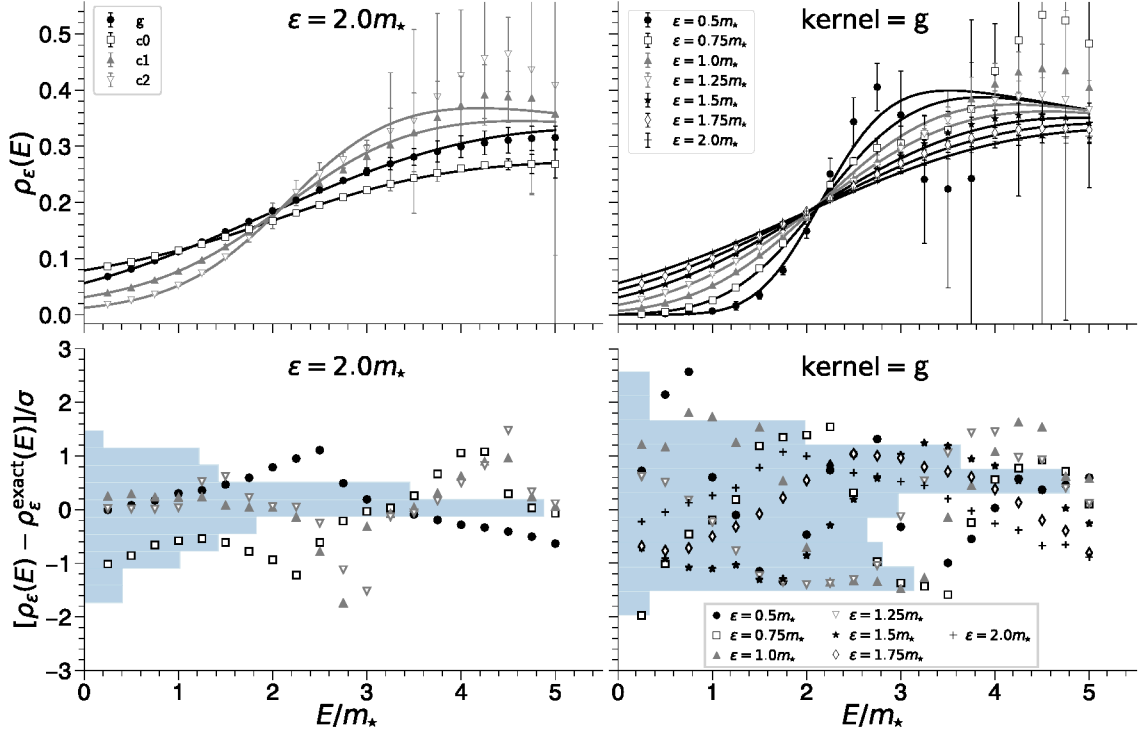 ε = 2.0m⋆
kernel = g
ρε(E)
0.5
0.4
0.3
0.2
0.1
0.0
g
c0
c1
c2
ε = 0.5m⋆
ε = 0.75m⋆
ε = 1.0m⋆
ε = 1.25m⋆
ε = 1.5m⋆
ε = 1.75m⋆
ε = 2.0m⋆
ε = 2.0m⋆
kernel = g
[ρε(E) − ρε^exact(E)]/σ
3
2
1
0
−1
−2
−3
ε = 0.5m⋆
ε = 0.75m⋆
ε = 1.0m⋆
ε = 1.25m⋆
ε = 1.5m⋆
ε = 1.75m⋆
ε = 2.0m⋆
0 1 2 3 4 5
0 1 2 3 4 5
E/m⋆
E/m⋆